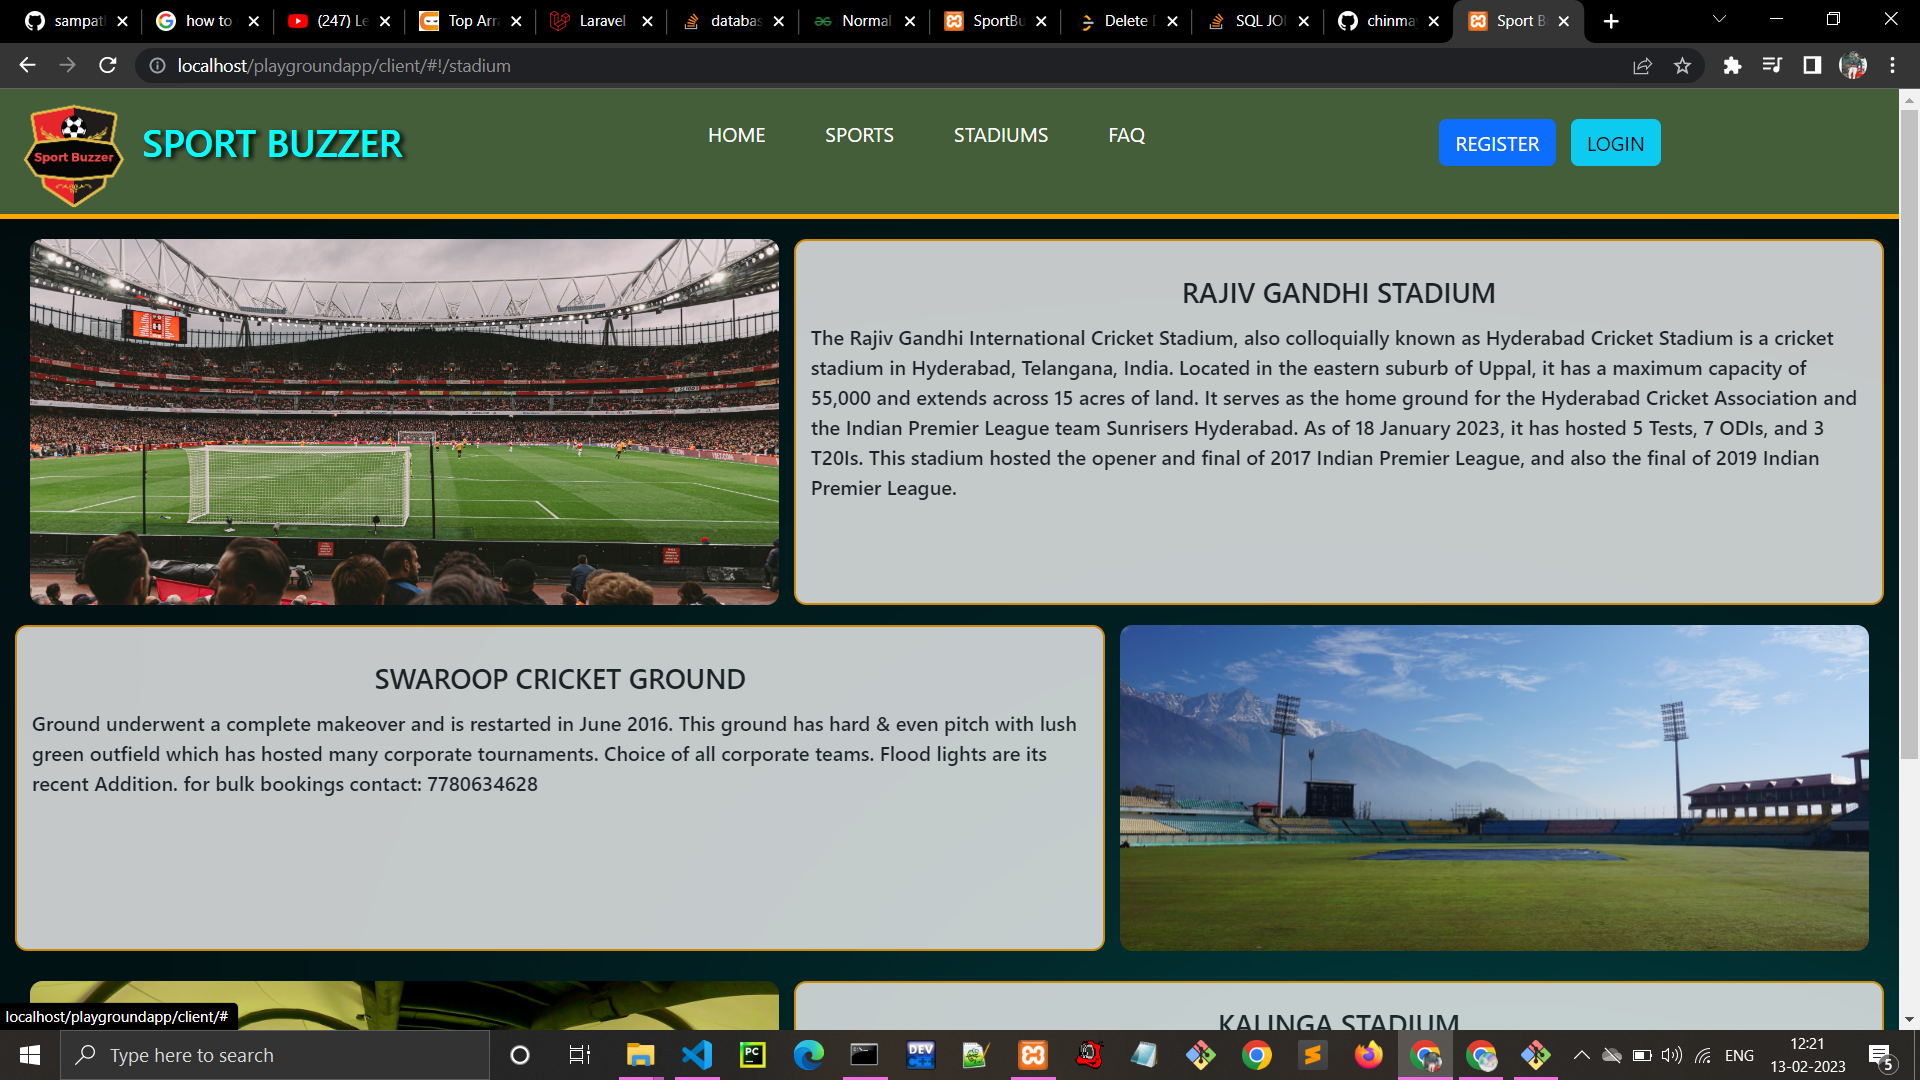 sampat
how to
(247) Le
Top Arr
Laravel
databas
Normal
SportBu
Delete D
SQL JOI
chinmay
Sport B
localhost/playgroundapp/client/#!/stadium
Sport Buzzer
SPORT BUZZER
HOME
SPORTS
STADIUMS
FAQ
REGISTER
LOGIN
RAJIV GANDHI STADIUM
The Rajiv Gandhi International Cricket Stadium, also colloquially known as Hyderabad Cricket Stadium is a cricket
stadium in Hyderabad, Telangana, India. Located in the eastern suburb of Uppal, it has a maximum capacity of
55,000 and extends across 15 acres of land. It serves as the home ground for the Hyderabad Cricket Association and
the Indian Premier League team Sunrisers Hyderabad. As of 18 January 2023, it has hosted 5 Tests, 7 ODIs, and 3
T20Is. This stadium hosted the opener and final of 2017 Indian Premier League, and also the final of 2019 Indian
Premier League.
SWAROOP CRICKET GROUND
Ground underwent a complete makeover and is restarted in June 2016. This ground has hard & even pitch with lush
green outfield which has hosted many corporate tournaments. Choice of all corporate teams. Flood lights are its
recent Addition. for bulk bookings contact: 7780634628
KALINGA STADIUM
localhost/playgroundapp/client/#
Type here to search
PC
DEV
ENG
12:21
13-02-2023
5